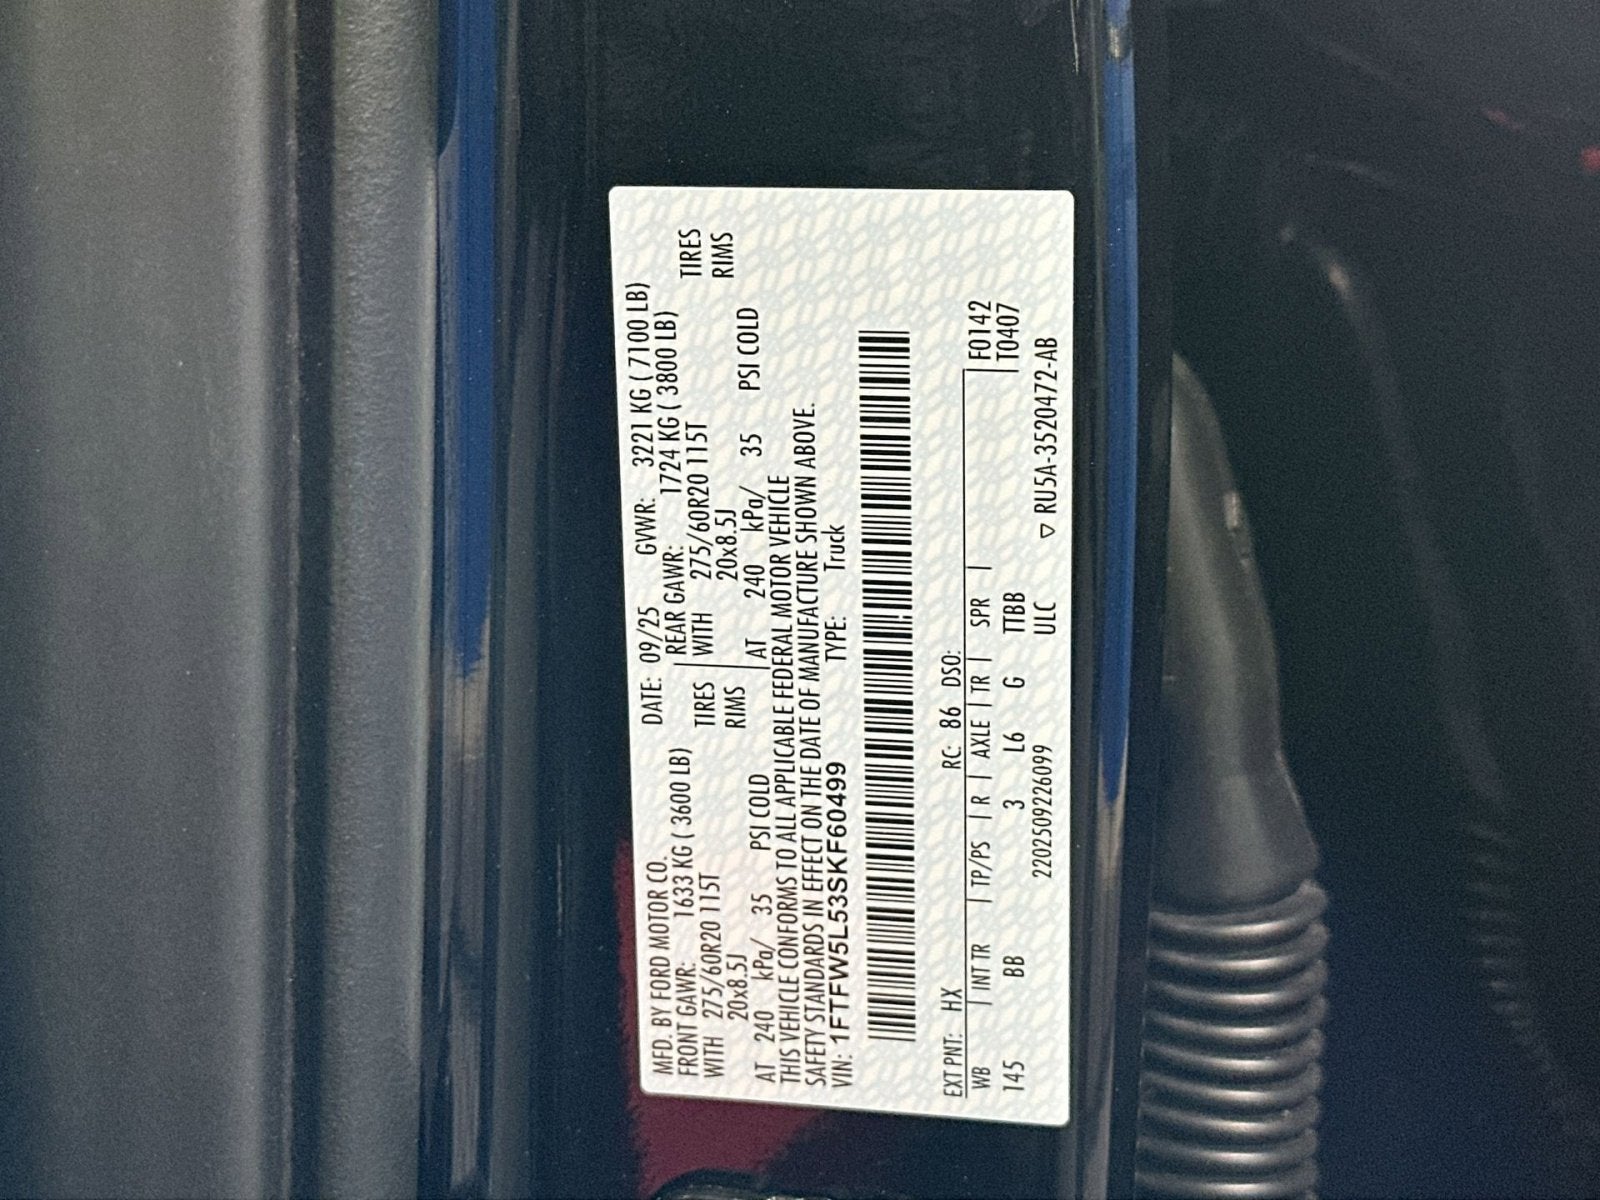 MFD. BY FORD MOTOR CO. DATE: 09/25 GVWR: 3221 KG ( 7100 LB)
FRONT GAWR: 1633 KG ( 3600 LB) REAR GAWR: 1724 KG ( 3800 LB)
WITH 275/60R20 115T TIRES WITH 275/60R20 115T TIRES
20x8.5J RIMS 20x8.5J RIMS
AT 240 kPa/ 35 PSI COLD AT 240 kPa/ 35 PSI COLD
THIS VEHICLE CONFORMS TO ALL APPLICABLE FEDERAL MOTOR VEHICLE
SAFETY STANDARDS IN EFFECT ON THE DATE OF MANUFACTURE SHOWN ABOVE.
VIN: 1FTFW5L53SKF60499 TYPE: Truck
EXT PNT: HX RC: 86 DSO:
WB | INT TR | TP/PS | R | AXLE | TR | SPR | F0142
145 BB 3 L6 G TTBB T0407
2202509226099 ULC ▽ RU5A-3520472-AB